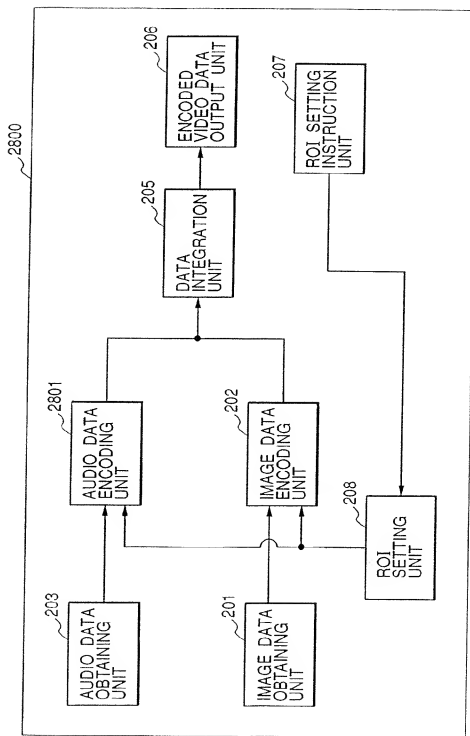 2800
203
AUDIO DATA
OBTAINING
UNIT
2801
AUDIO DATA
ENCODING
UNIT
205
DATA
INTEGRATION
UNIT
206
ENCODED
VIDEO DATA
OUTPUT UNIT
201
IMAGE DATA
OBTAINING
UNIT
202
IMAGE DATA
ENCODING
UNIT
208
ROI
SETTING
UNIT
207
ROI SETTING
INSTRUCTION
UNIT